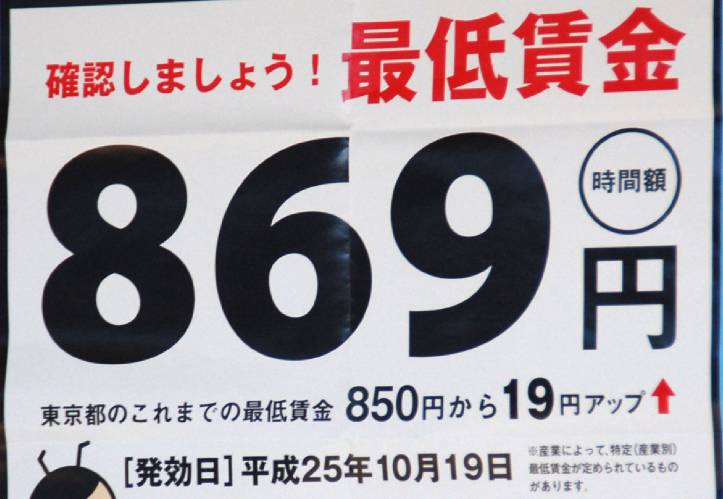 確認しましょう！最低賃金
869円
時間額
東京都のこれまでの最低賃金 850円から19円アップ↑
[発効日]平成25年10月19日
※産業によって、特定(産業別)
最低賃金が定められているもの
があります.